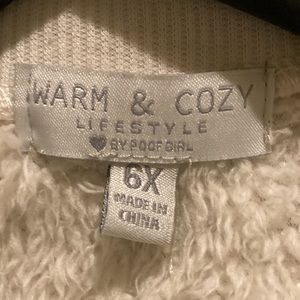 WARM & COZY
LIFESTYLE
BY POOF GIRL
6X
MADE IN
CHINA